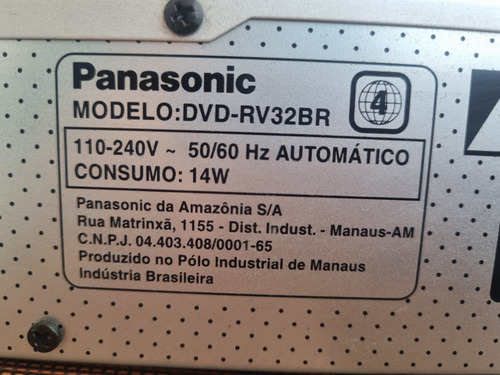 Panasonic
MODELO:DVD-RV32BR
4
110-240V ~ 50/60 Hz AUTOMÁTICO
CONSUMO: 14W
Panasonic da Amazônia S/A
Rua Matrinxã, 1155 - Dist. Indust. - Manaus-AM
C.N.P.J. 04.403.408/0001-65
Produzido no Pólo Industrial de Manaus
Indústria Brasileira